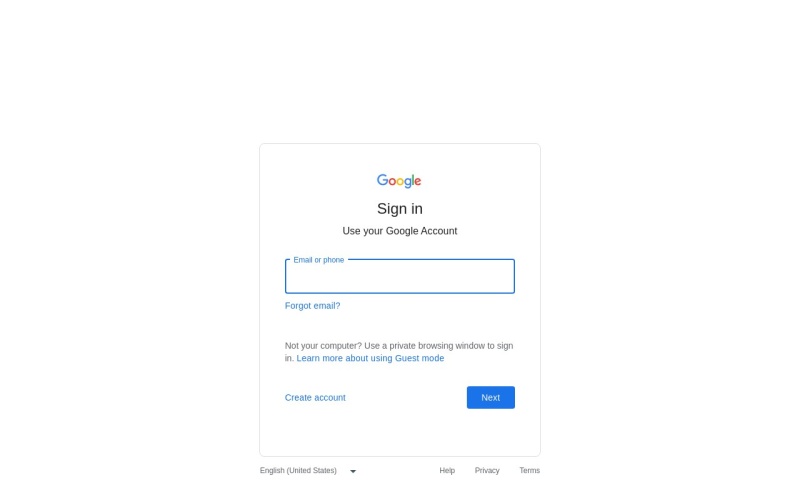 Google
Sign in
Use your Google Account
Email or phone
Forgot email?
Not your computer? Use a private browsing window to sign
in. Learn more about using Guest mode
Create account
Next
English (United States)
Help
Privacy
Terms